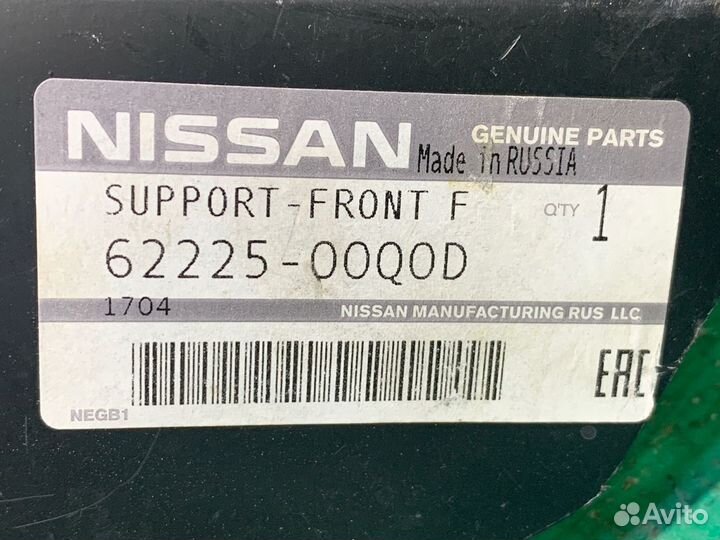 NISSAN
GENUINE PARTS
Made in RUSSIA
SUPPORT-FRONT F
Q'TY 1
62225-00Q0D
1704
NISSAN MANUFACTURING RUS LLC
NEGB1
EAC
Avito